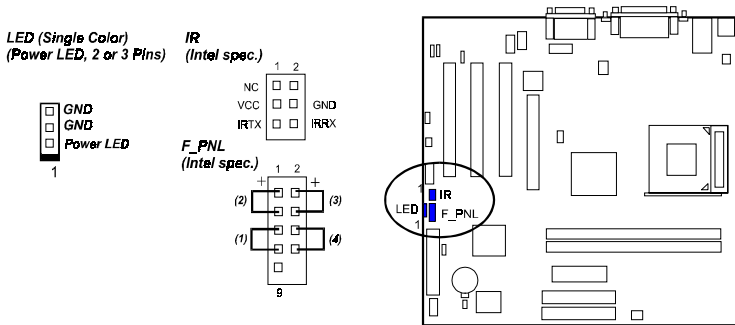 LED (Single Color)
(Power LED, 2 or 3 Pins)
GND
GND
Power LED
1
IR
(Intel spec.)
1 2
NC
VCC GND
IRTX IRRX
F_PNL
(Intel spec.)
1 2
+ +
(2) (3)
(1) (4)
9
1
IR
LED F_PNL
1